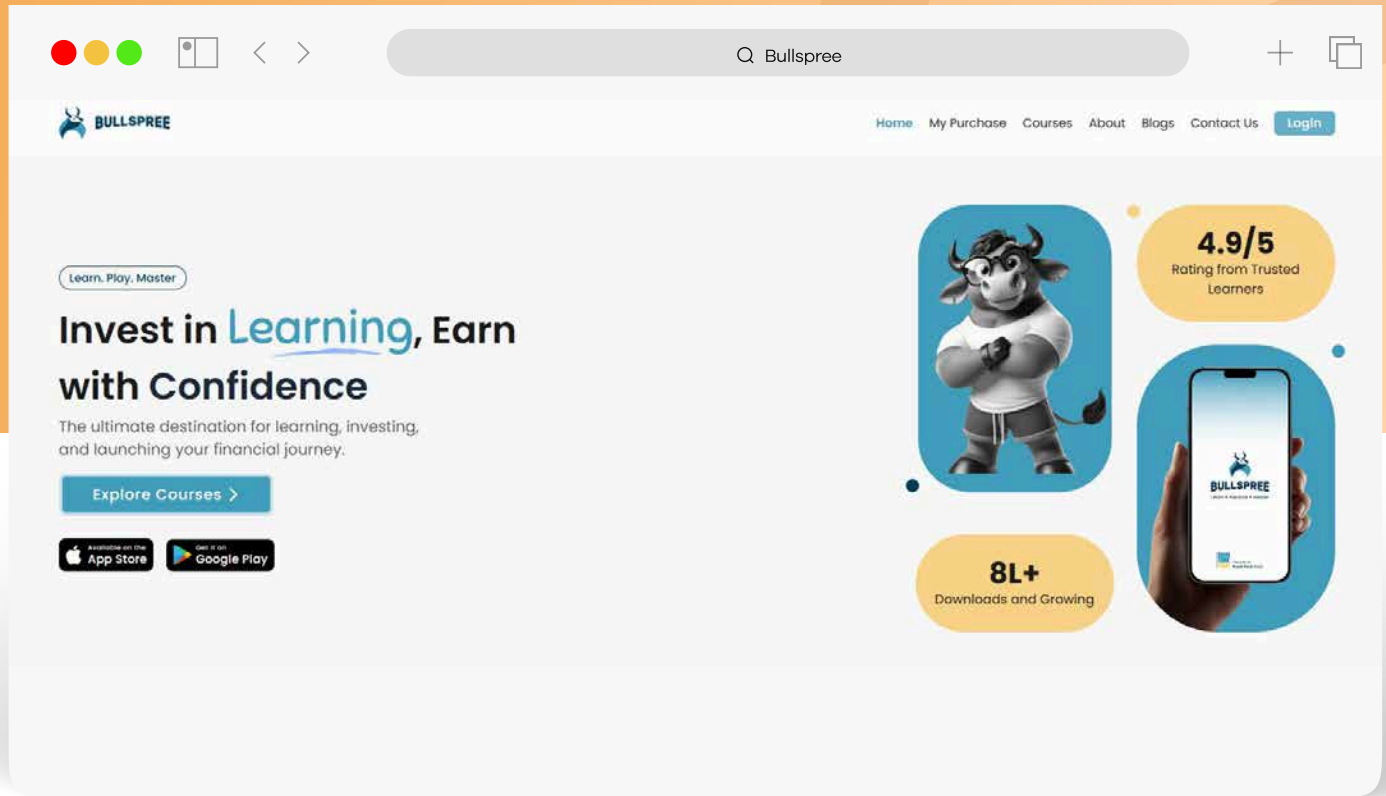 Bullspree
BULLSPREE
Home My Purchase Courses About Blogs Contact Us Login
Learn. Play. Master
Invest in Learning, Earn
with Confidence
The ultimate destination for learning, investing,
and launching your financial journey.
Explore Courses
Available on the
App Store
Get it on
Google Play
4.9/5
Rating from Trusted
Learners
BULLSPREE
8L+
Downloads and Growing